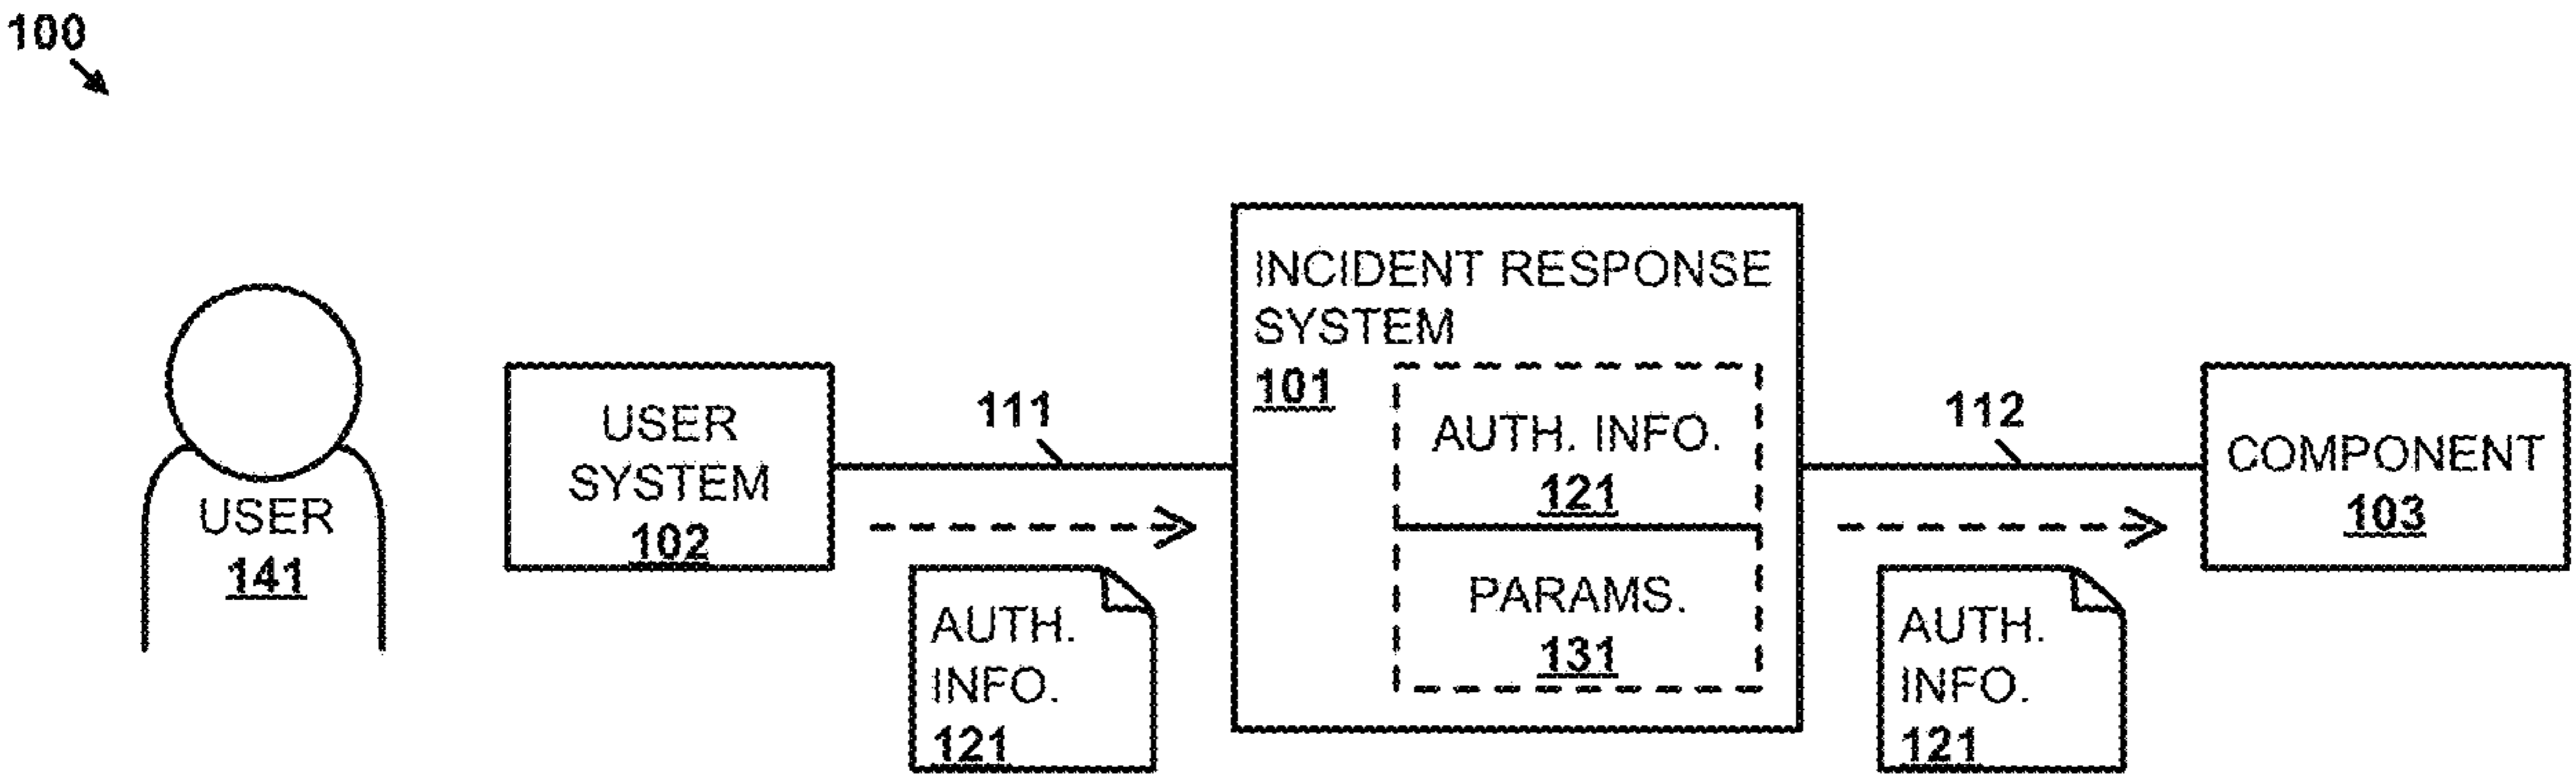 100
USER
141
USER
SYSTEM
102
111
AUTH.
INFO.
121
INCIDENT RESPONSE
SYSTEM
101
AUTH. INFO.
121
PARAMS.
131
112
AUTH.
INFO.
121
COMPONENT
103